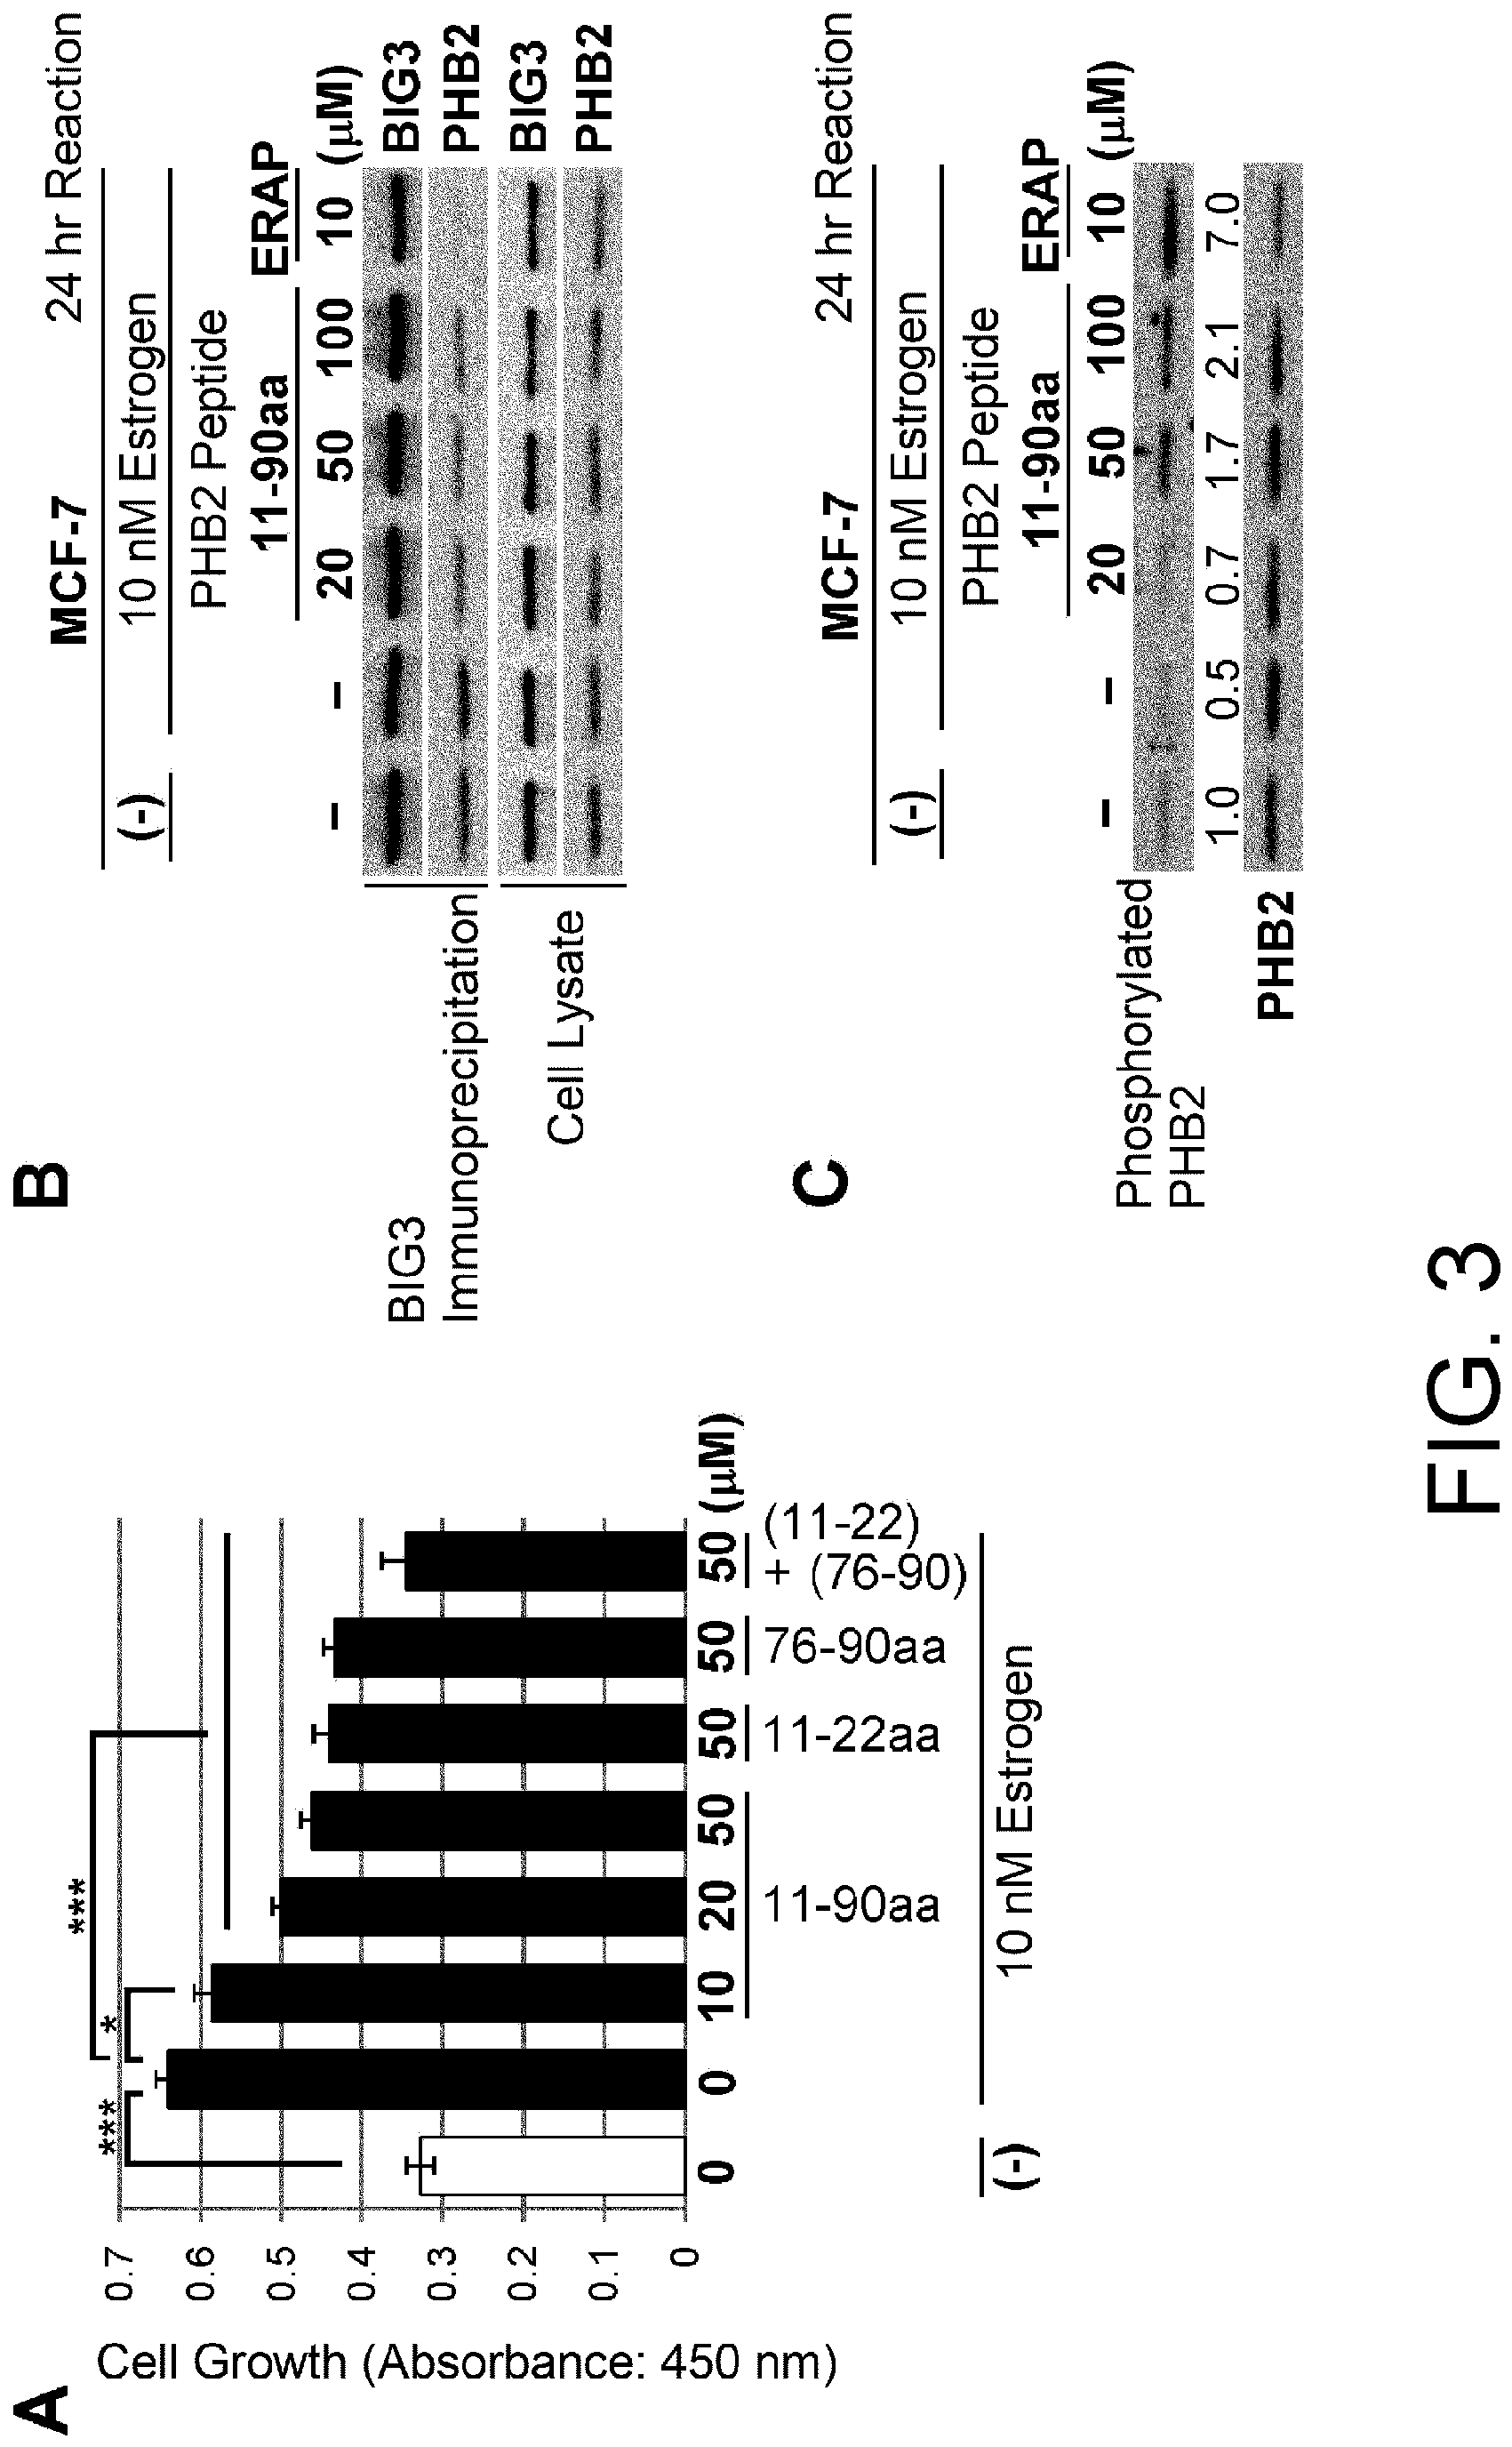 A
Cell Growth (Absorbance: 450 nm)
0.7
0.6
0.5
0.4
0.3
0.2
0.1
0
***
*
***
0 0 10 20 50 50 50 50 (μM)
11-90aa 11-22aa 76-90aa (11-22)
+ (76-90)
(-) 10 nM Estrogen
B
MCF-7 24 hr Reaction
(-) 10 nM Estrogen
PHB2 Peptide
11-90aa ERAP
– – 20 50 100 10 (μM)
BIG3
Immunoprecipitation
BIG3
PHB2
Cell Lysate
BIG3
PHB2
C
MCF-7 24 hr Reaction
(-) 10 nM Estrogen
PHB2 Peptide
11-90aa ERAP
– – 20 50 100 10 (μM)
Phosphorylated
PHB2
1.0 0.5 0.7 1.7 2.1 7.0
PHB2
FIG. 3